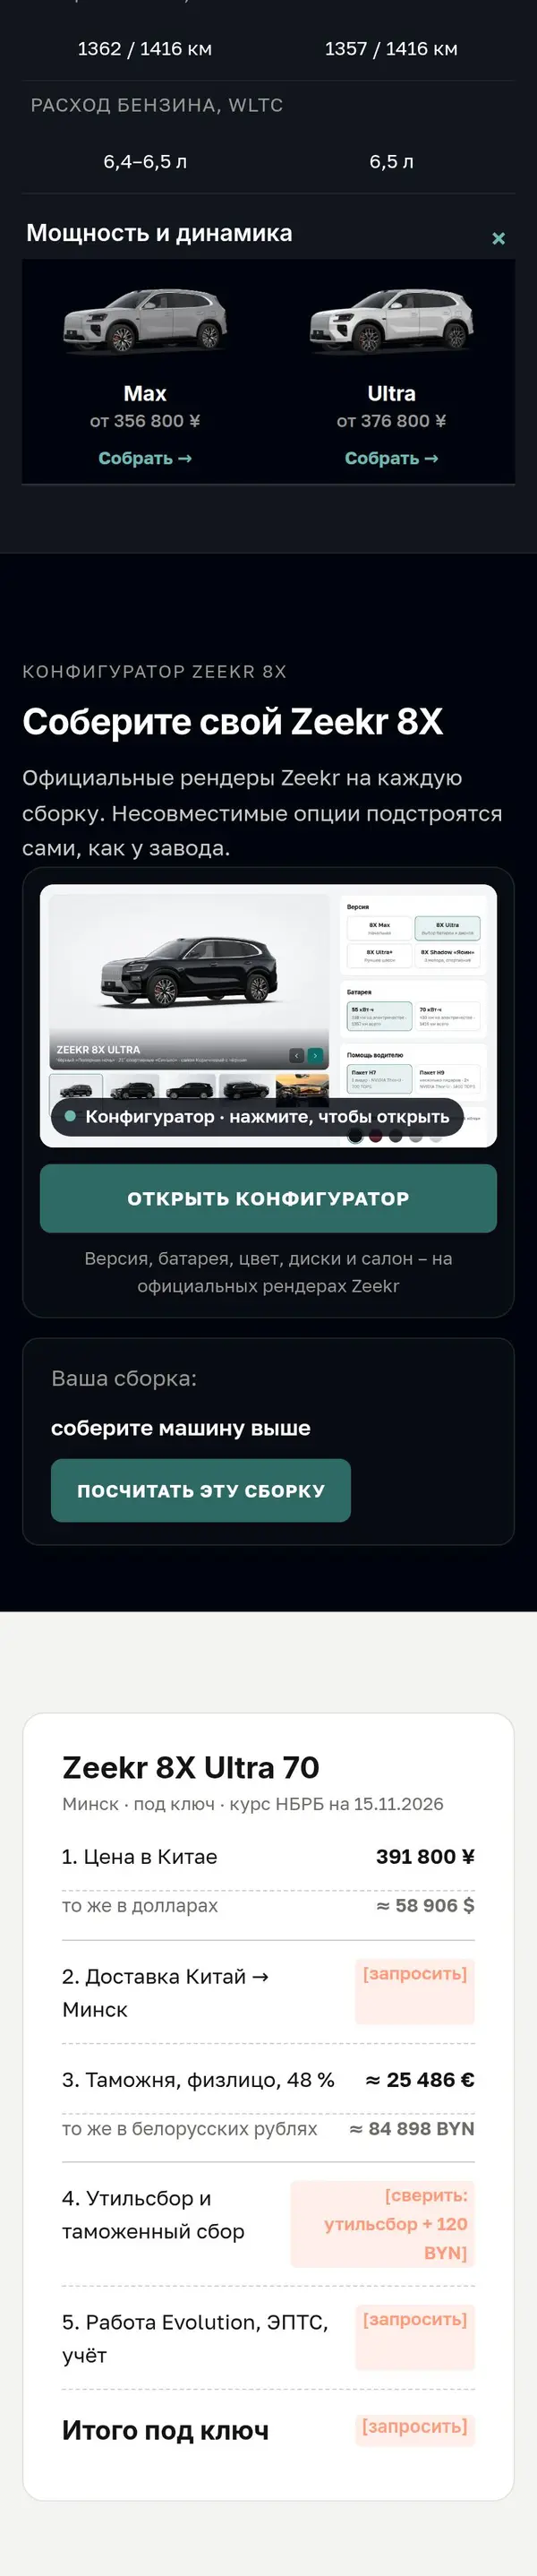 1362 / 1416 км
1357 / 1416 км
РАСХОД БЕНЗИНА, WLTC
6,4–6,5 л
6,5 л
Мощность и динамика
×
Max
Ultra
от 356 800 ¥
от 376 800 ¥
Собрать →
Собрать →
КОНФИГУРАТОР ZEEKR 8X
Соберите свой Zeekr 8X
Официальные рендеры Zeekr на каждую
сборку. Несовместимые опции подстроятся
сами, как у завода.
Версия
8X Max
8X Ultra
8X Ultra+
8X Shadow «Яоин»
Батарея
55 кВт·ч
70 кВт·ч
Помощь водителю
Пакет H7
Пакет H9
ZEEKR 8X ULTRA
Конфигуратор · нажмите, чтобы открыть
ОТКРЫТЬ КОНФИГУРАТОР
Версия, батарея, цвет, диски и салон – на
официальных рендерах Zeekr
Ваша сборка:
соберите машину выше
ПОСЧИТАТЬ ЭТУ СБОРКУ
Zeekr 8X Ultra 70
Минск · под ключ · курс НБРБ на 15.11.2026
1. Цена в Китае
391 800 ¥
то же в долларах
≈ 58 906 $
2. Доставка Китай →
Минск
[запросить]
3. Таможня, физлицо, 48 %
≈ 25 486 €
то же в белорусских рублях
≈ 84 898 BYN
4. Утильсбор и
таможенный сбор
[сверить:
утильсбор + 120
BYN]
5. Работа Evolution, ЭПТС,
учёт
[запросить]
Итого под ключ
[запросить]